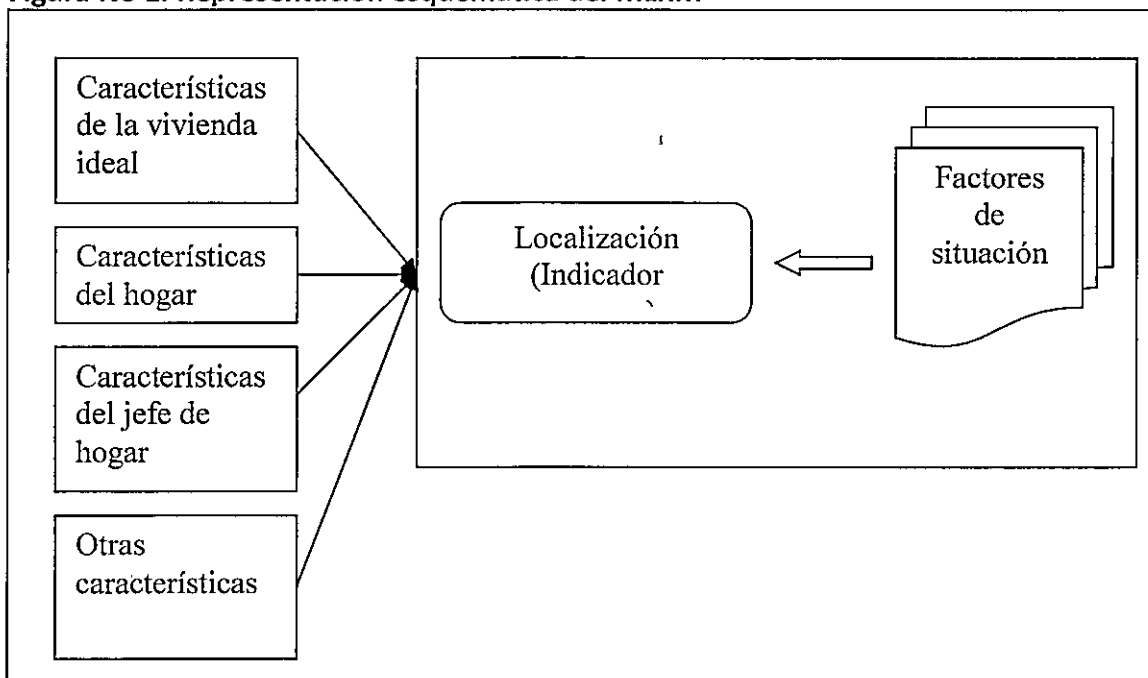 Características
de la vivienda
ideal
Características
del hogar
Características
del jefe de
hogar
Otras
características
Localización
(Indicador
)
Factores
de
situación